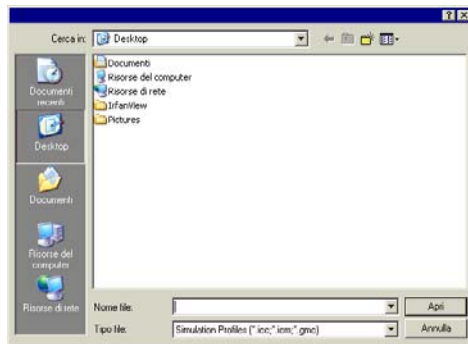 Cerca in:
Desktop
Documenti recenti
Desktop
Documenti
Risorse del computer
Risorse di rete
Documenti
Risorse del computer
Risorse di rete
IrfanView
Pictures
Nome file:
Apri
Tipo file:
Simulation Profiles (*.icc;*.icm;*.gmc)
Annulla